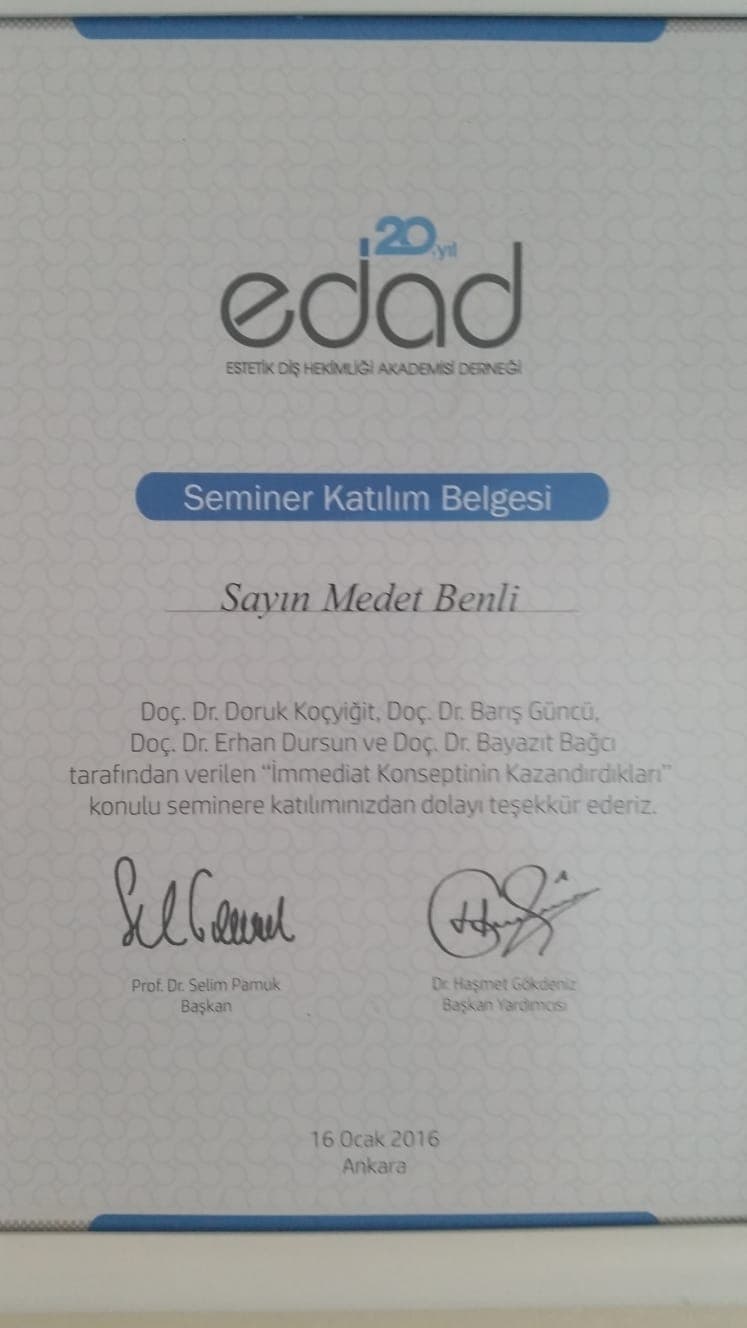 20.yıl
edad
ESTETİK DİŞ HEKİMLİĞİ AKADEMİSİ DERNEĞİ
Seminer Katılım Belgesi
Sayın Medet Benli
Doç. Dr. Doruk Koçyiğit, Doç. Dr. Barış Güncü,
Doç. Dr. Erhan Dursun ve Doç. Dr. Bayazıt Bağcı
tarafından verilen “İmmediat Konseptinin Kazandırdıkları”
konulu seminere katılımınızdan dolayı teşekkür ederiz.
Prof. Dr. Selim Pamuk
Başkan
Dr. Haşmet Gökdeniz
Başkan Yardımcısı
16 Ocak 2016
Ankara